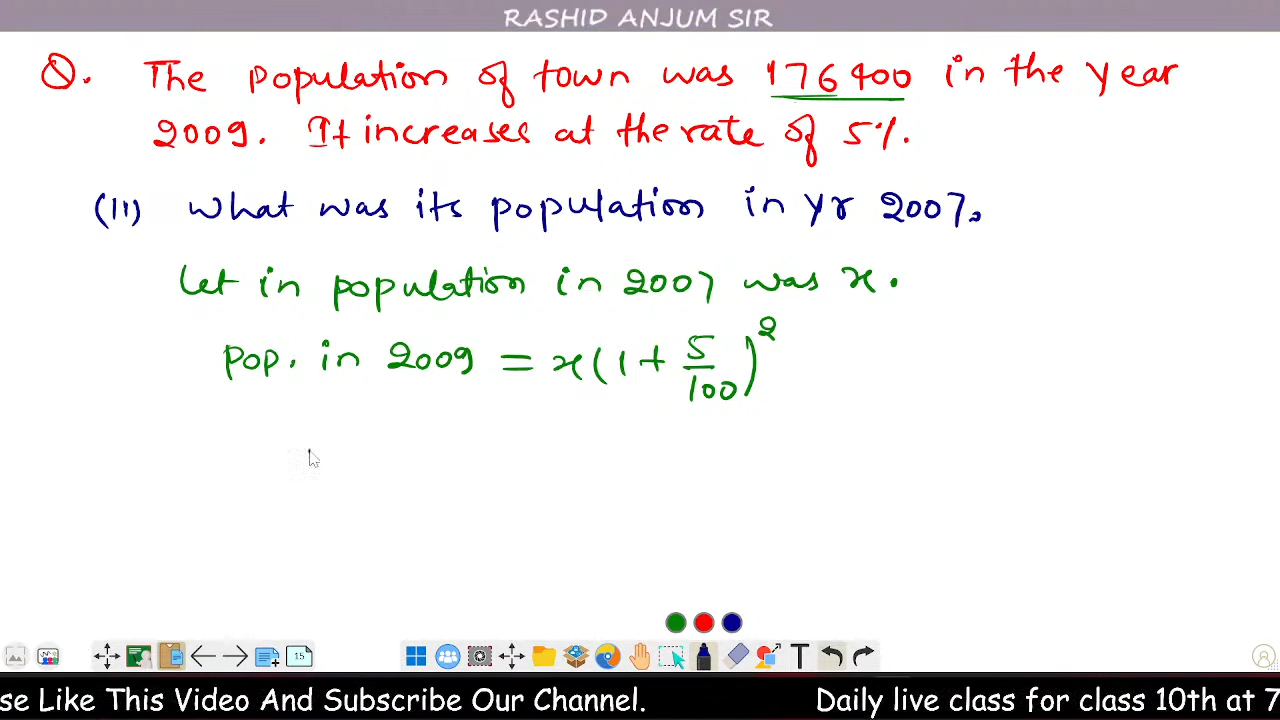 RASHID ANJUM SIR
Q. The population of town was 176400 in the year
2009. It increases at the rate of 5%.
(II) What was its population in yr 2007.
Let in population in 2007 was x.
Pop. in 2009 = x(1 + 5/100)^2
15
se Like This Video And Subscribe Our Channel. Daily live class for class 10th at 7